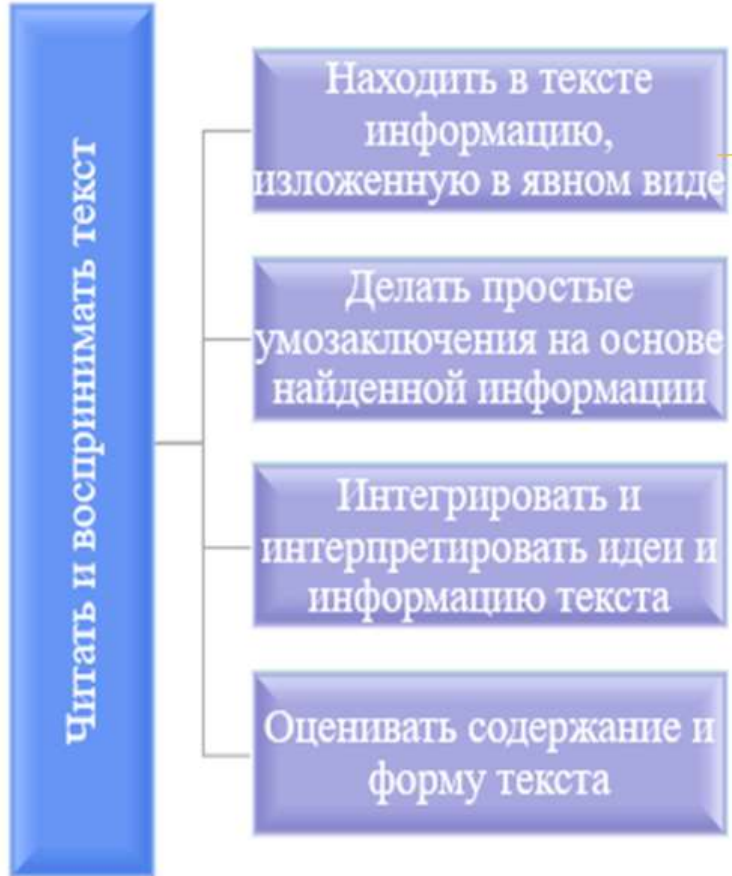 Читать и воспринимать текст
Находить в тексте
информацию,
изложенную в явном виде
Делать простые
умозаключения на основе
найденной информации
Интегрировать и
интерпретировать идеи и
информацию текста
Оценивать содержание и
форму текста